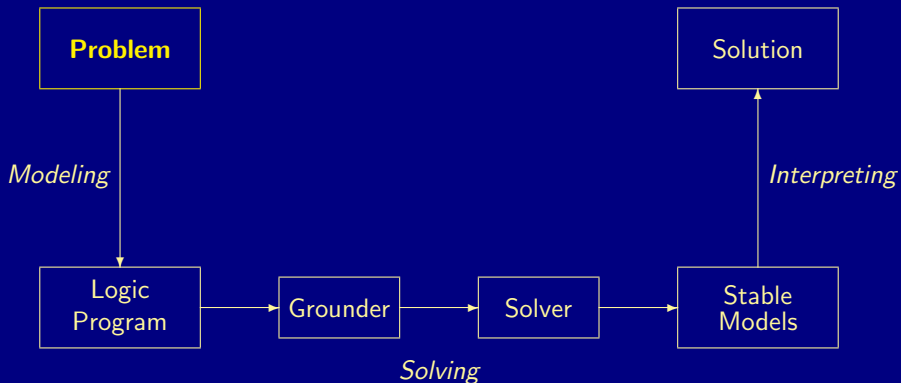 Problem
Solution
Modeling
Interpreting
Logic
Program
Grounder
Solver
Stable
Models
Solving